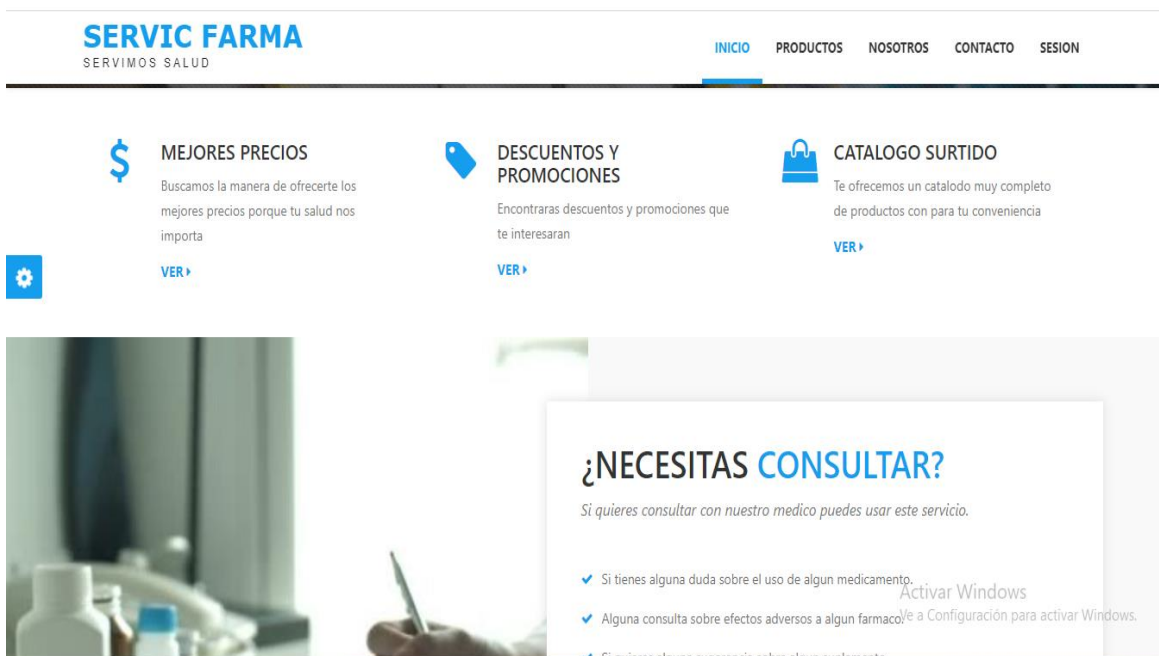 SERVIC FARMA
SERVIMOS SALUD
INICIO PRODUCTOS NOSOTROS CONTACTO SESION
MEJORES PRECIOS
Buscamos la manera de ofrecerte los
mejores precios porque tu salud nos
importa
VER
DESCUENTOS Y
PROMOCIONES
Encontraras descuentos y promociones que
te interesaran
VER
CATALOGO SURTIDO
Te ofrecemos un catalodo muy completo
de productos con para tu conveniencia
VER
¿NECESITAS CONSULTAR?
Si quieres consultar con nuestro medico puedes usar este servicio.
Si tienes alguna duda sobre el uso de algun medicamento.
Alguna consulta sobre efectos adversos a algun farmaco.
Activar Windows
Ve a Configuración para activar Windows.